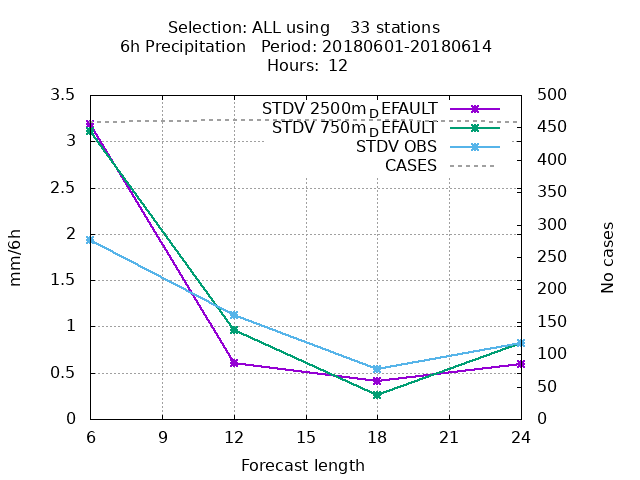 Selection: ALL using    33 stations
6h Precipitation   Period: 20180601-20180614
Hours: 12
3.5
3
2.5
2
1.5
1
0.5
0
500
450
400
350
300
250
200
150
100
50
0
STDV 2500m_DEFAULT
STDV 750m_DEFAULT
STDV OBS
CASES
mm/6h
No cases
6 9 12 15 18 21 24
Forecast length